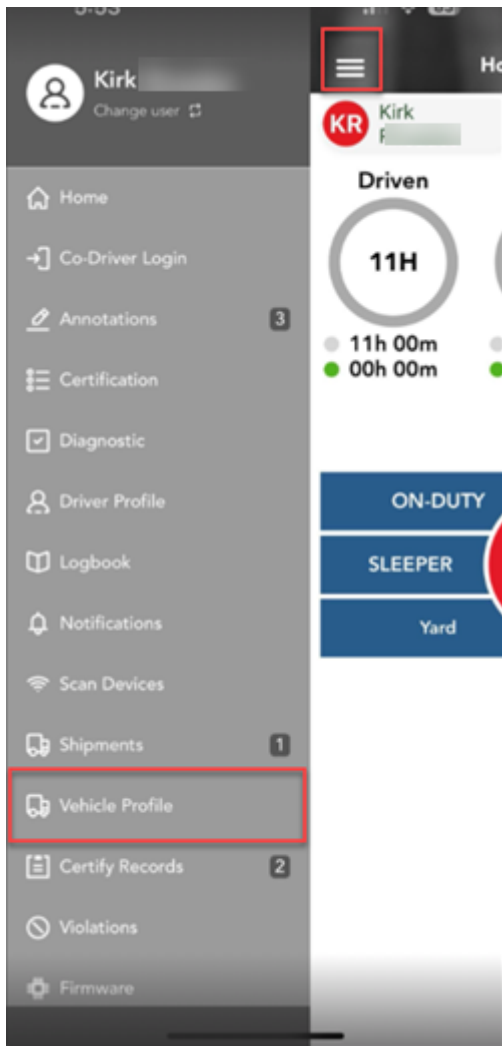 Kirk
Change user
Home
Co-Driver Login
Annotations 3
Certification
Diagnostic
Driver Profile
Logbook
Notifications
Scan Devices
Shipments 1
Vehicle Profile
Certify Records 2
Violations
Firmware
KR Kirk
Driven
11H
11h 00m
00h 00m
ON-DUTY
SLEEPER
Yard